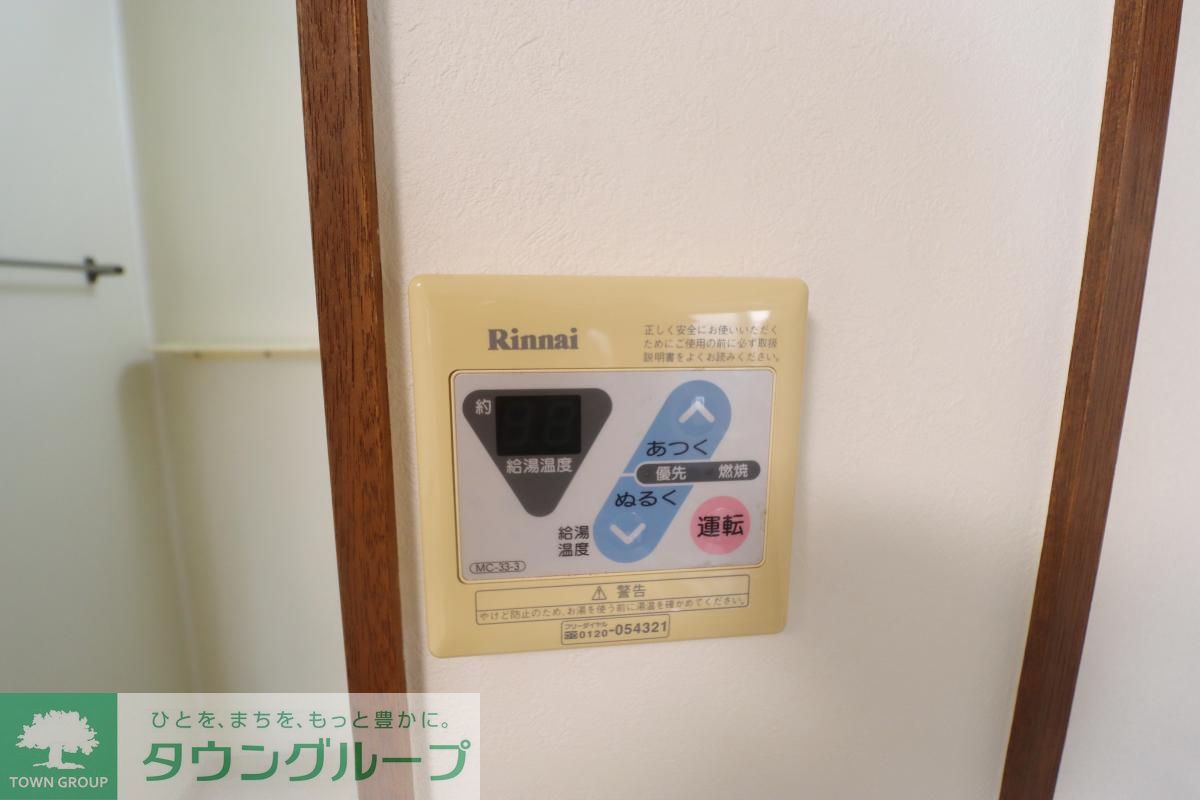 Rinnai
正しく安全にお使いいただく
ためにご使用の前に必ず取扱
説明書をよくお読みください。
約
給湯温度
あつく
優先 燃焼
ぬるく
給湯
温度
運転
MC-33-3
警告
やけど防止のため、お湯を使う前に湯温を確かめてください。
フリーダイヤル
0120-054321
ひとを、まちを、もっと豊かに。
タウングループ
TOWN GROUP